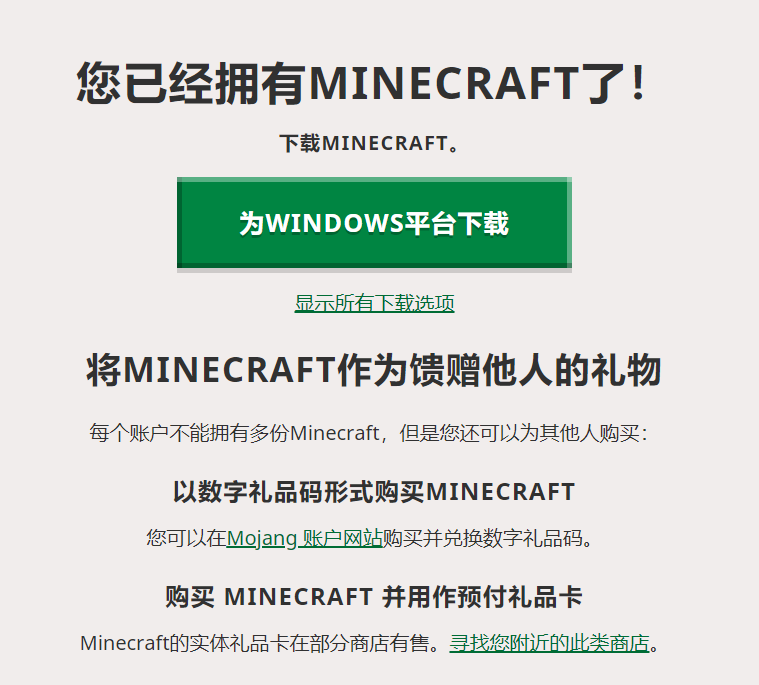 您已经拥有MINECRAFT了！
下载MINECRAFT。
为WINDOWS平台下载
显示所有下载选项
将MINECRAFT作为馈赠他人的礼物
每个账户不能拥有多份Minecraft，但是您还可以为其他人购买：
以数字礼品码形式购买MINECRAFT
您可以在Mojang 账户网站购买并兑换数字礼品码。
购买 MINECRAFT 并用作预付礼品卡
Minecraft的实体礼品卡在部分商店有售。寻找您附近的此类商店。